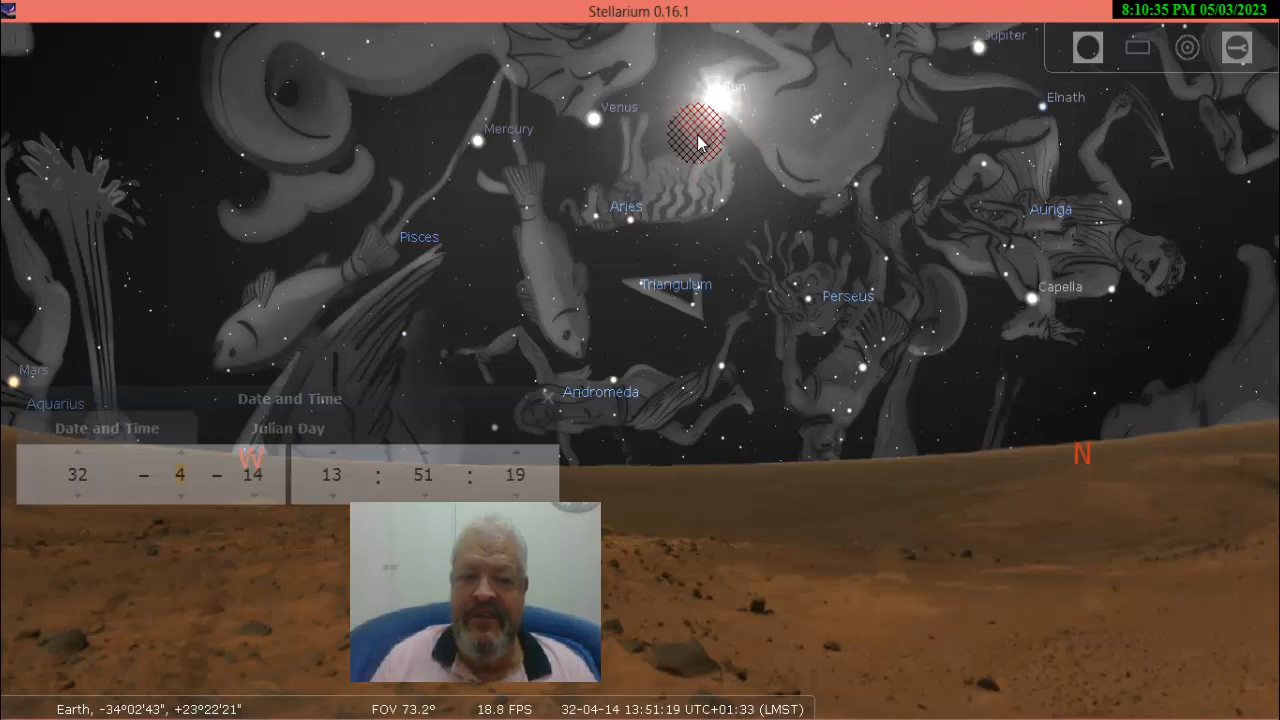 Stellarium 0.16.1
8:10:35 PM 05/03/2023
Jupiter
Elnath
Venus
Mercury
Aries
Auriga
Pisces
Triangulum
Perseus
Capella
Mars
Andromeda
Aquarius
Date and Time
Date and Time
Julian Day
W
N
32 - 4 - 14 13 : 51 : 19
Earth, -34°02'43", +23°22'21" FOV 73.2° 18.8 FPS 32-04-14 13:51:19 UTC+01:33 (LMST)